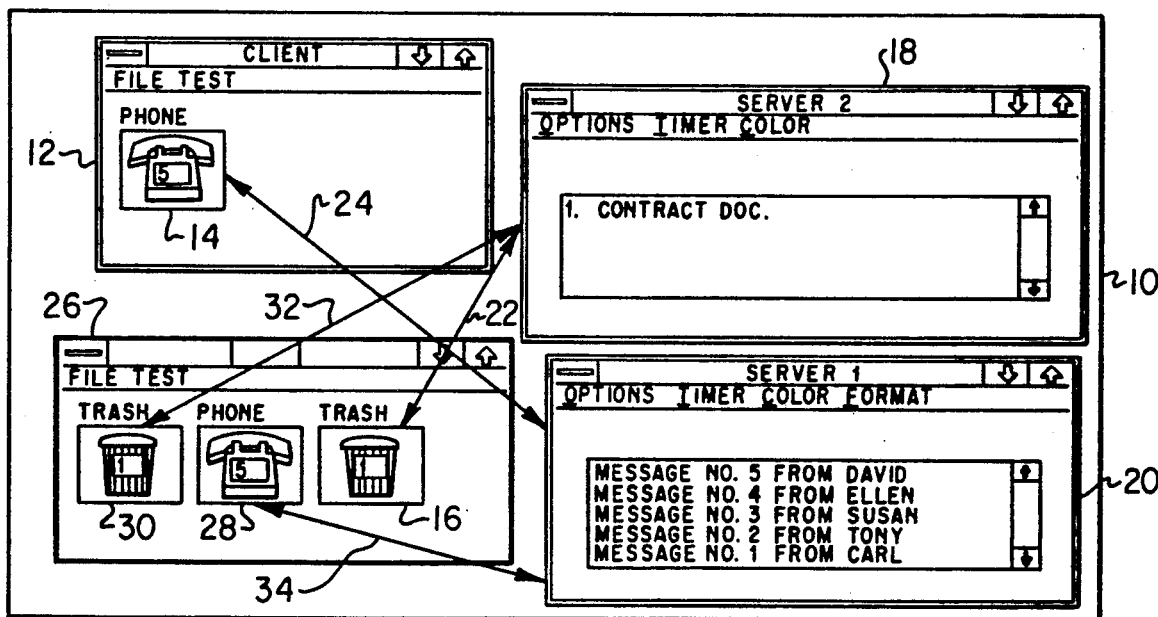 CLIENT
FILE TEST
PHONE
5
14
12
24
18
SERVER 2
OPTIONS TIMER COLOR
1. CONTRACT DOC.
10
26
32
22
FILE TEST
TRASH PHONE TRASH
1 5 1
30 28 16
34
SERVER 1
OPTIONS TIMER COLOR FORMAT
MESSAGE NO. 5 FROM DAVID
MESSAGE NO. 4 FROM ELLEN
MESSAGE NO. 3 FROM SUSAN
MESSAGE NO. 2 FROM TONY
MESSAGE NO. 1 FROM CARL
20